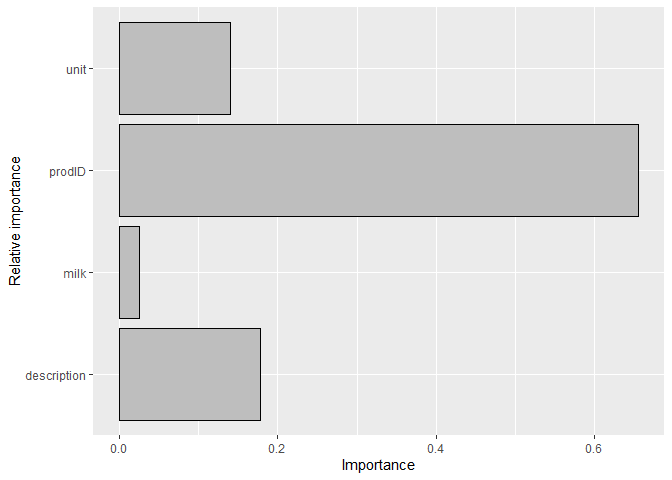 unit
prodID
milk
description
Relative importance
0.0 0.2 0.4 0.6
Importance